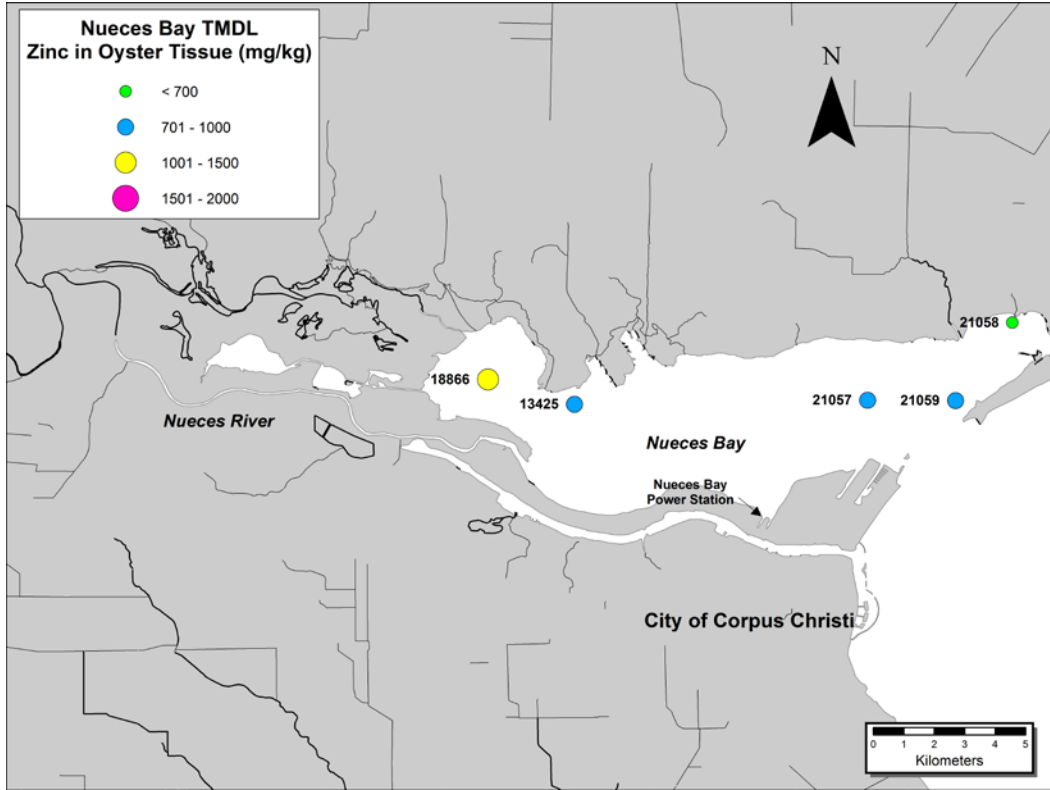 Nueces Bay TMDL
Zinc in Oyster Tissue (mg/kg)
< 700
701 - 1000
1001 - 1500
1501 - 2000
N
21058
18866
13425
21057
21059
Nueces River
Nueces Bay
Nueces Bay
Power Station
City of Corpus Christi
0 1 2 3 4 5
Kilometers